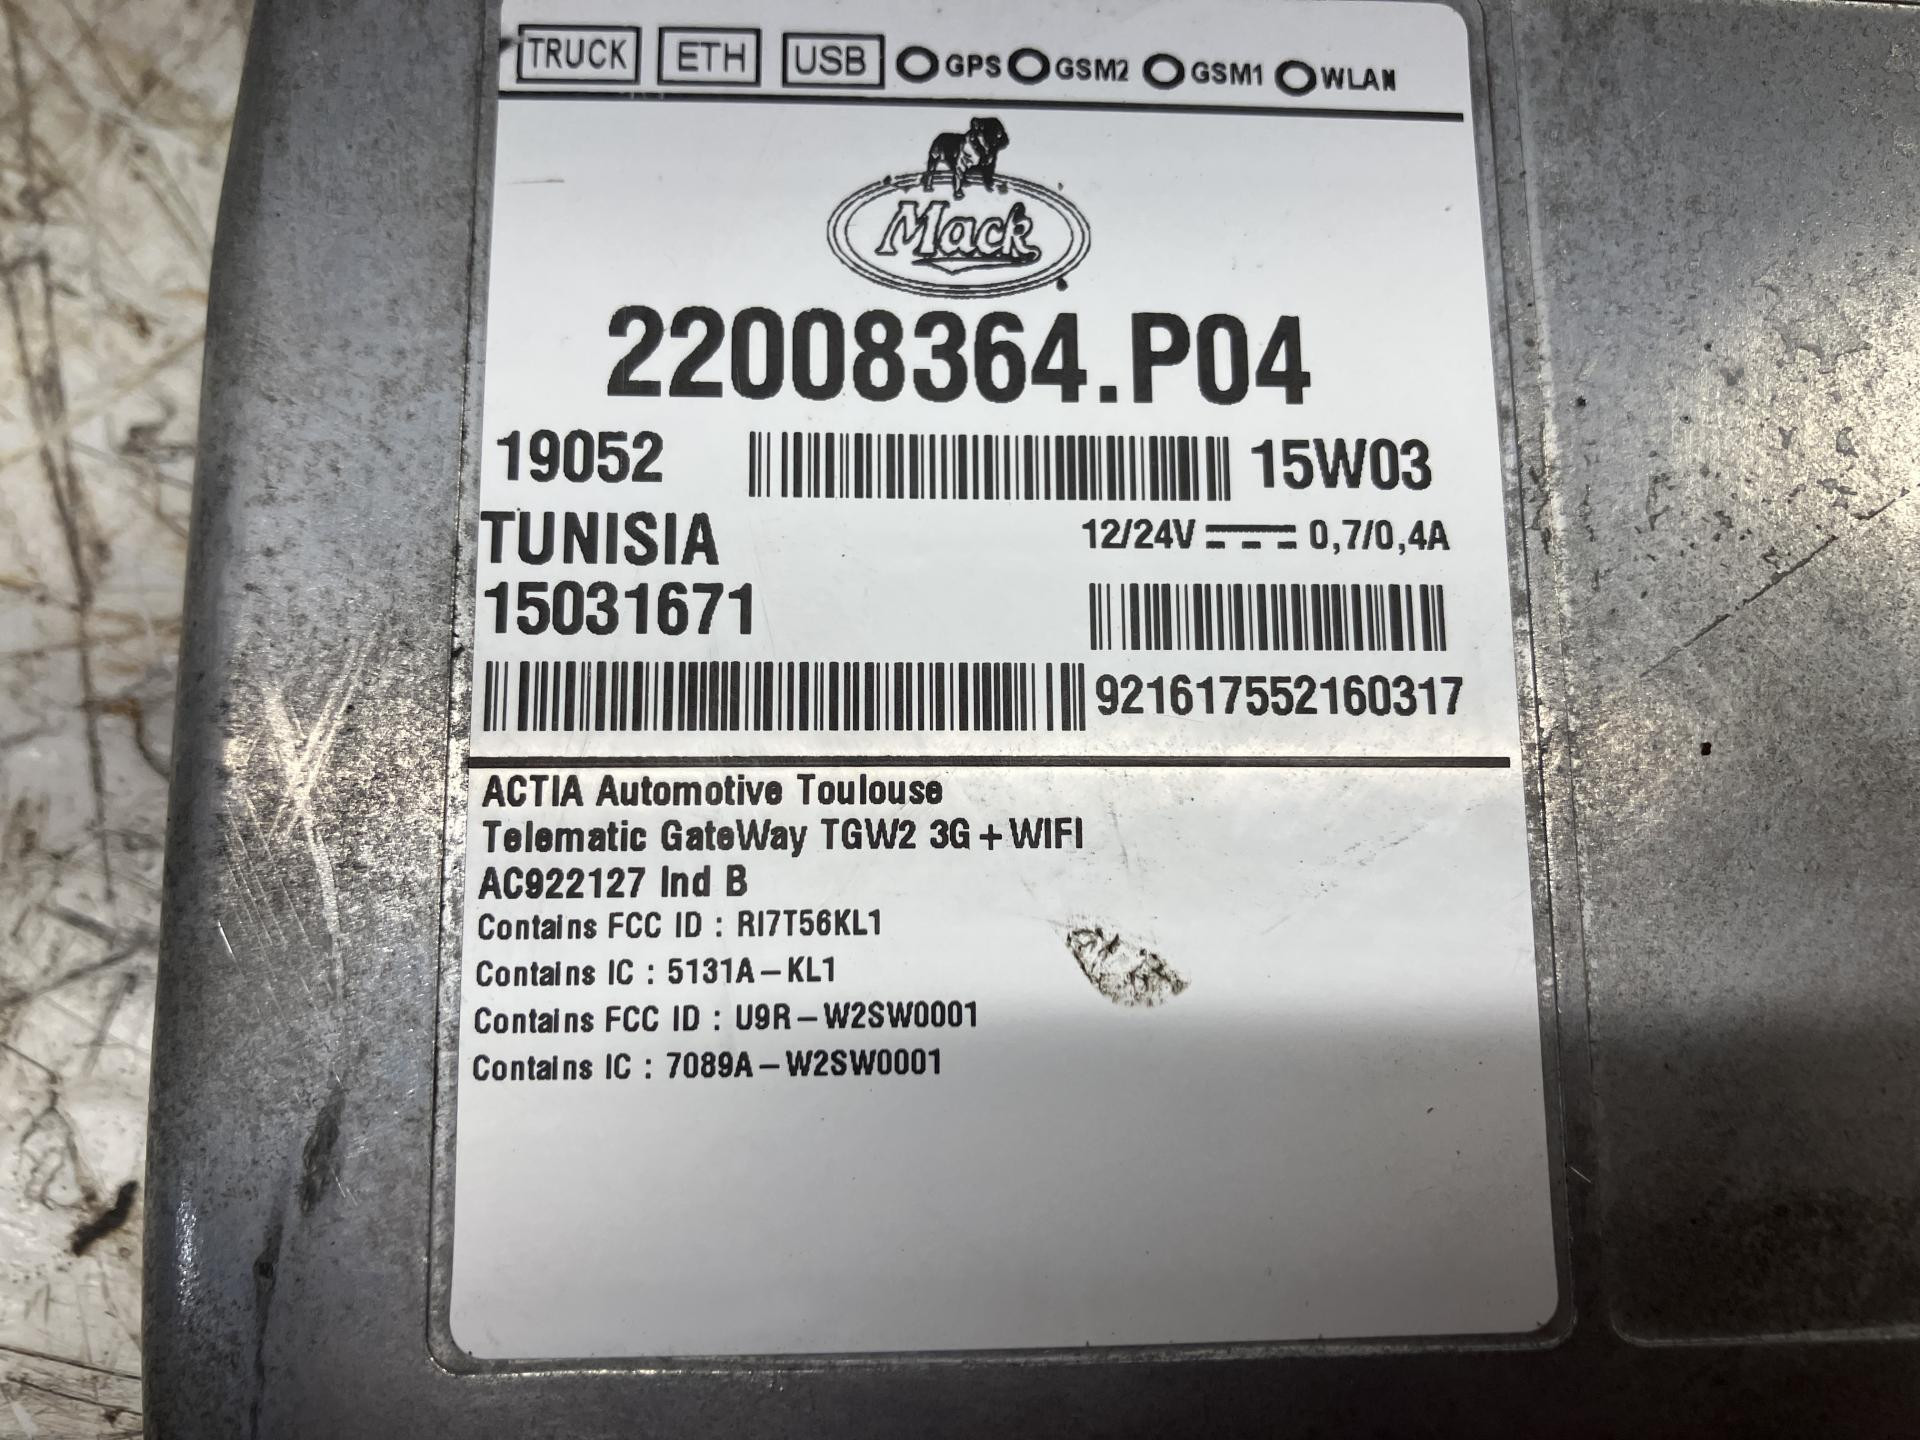 TRUCK ETH USB GPS GSM2 GSM1 WLAN
Mack
22008364.P04
19052 15W03
TUNISIA 12/24V 0,7/0,4A
15031671
921617552160317
ACTIA Automotive Toulouse
Telematic GateWay TGW2 3G+WIFI
AC922127 Ind B
Contains FCC ID : RI7T56KL1
Contains IC : 5131A-KL1
Contains FCC ID : U9R-W2SW0001
Contains IC : 7089A-W2SW0001